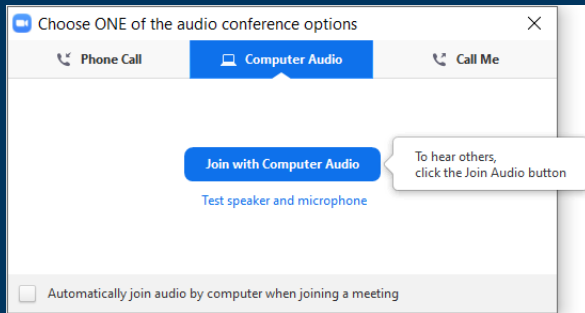 Choose ONE of the audio conference options
Phone Call
Computer Audio
Call Me
Join with Computer Audio
To hear others,
click the Join Audio button
Test speaker and microphone
Automatically join audio by computer when joining a meeting